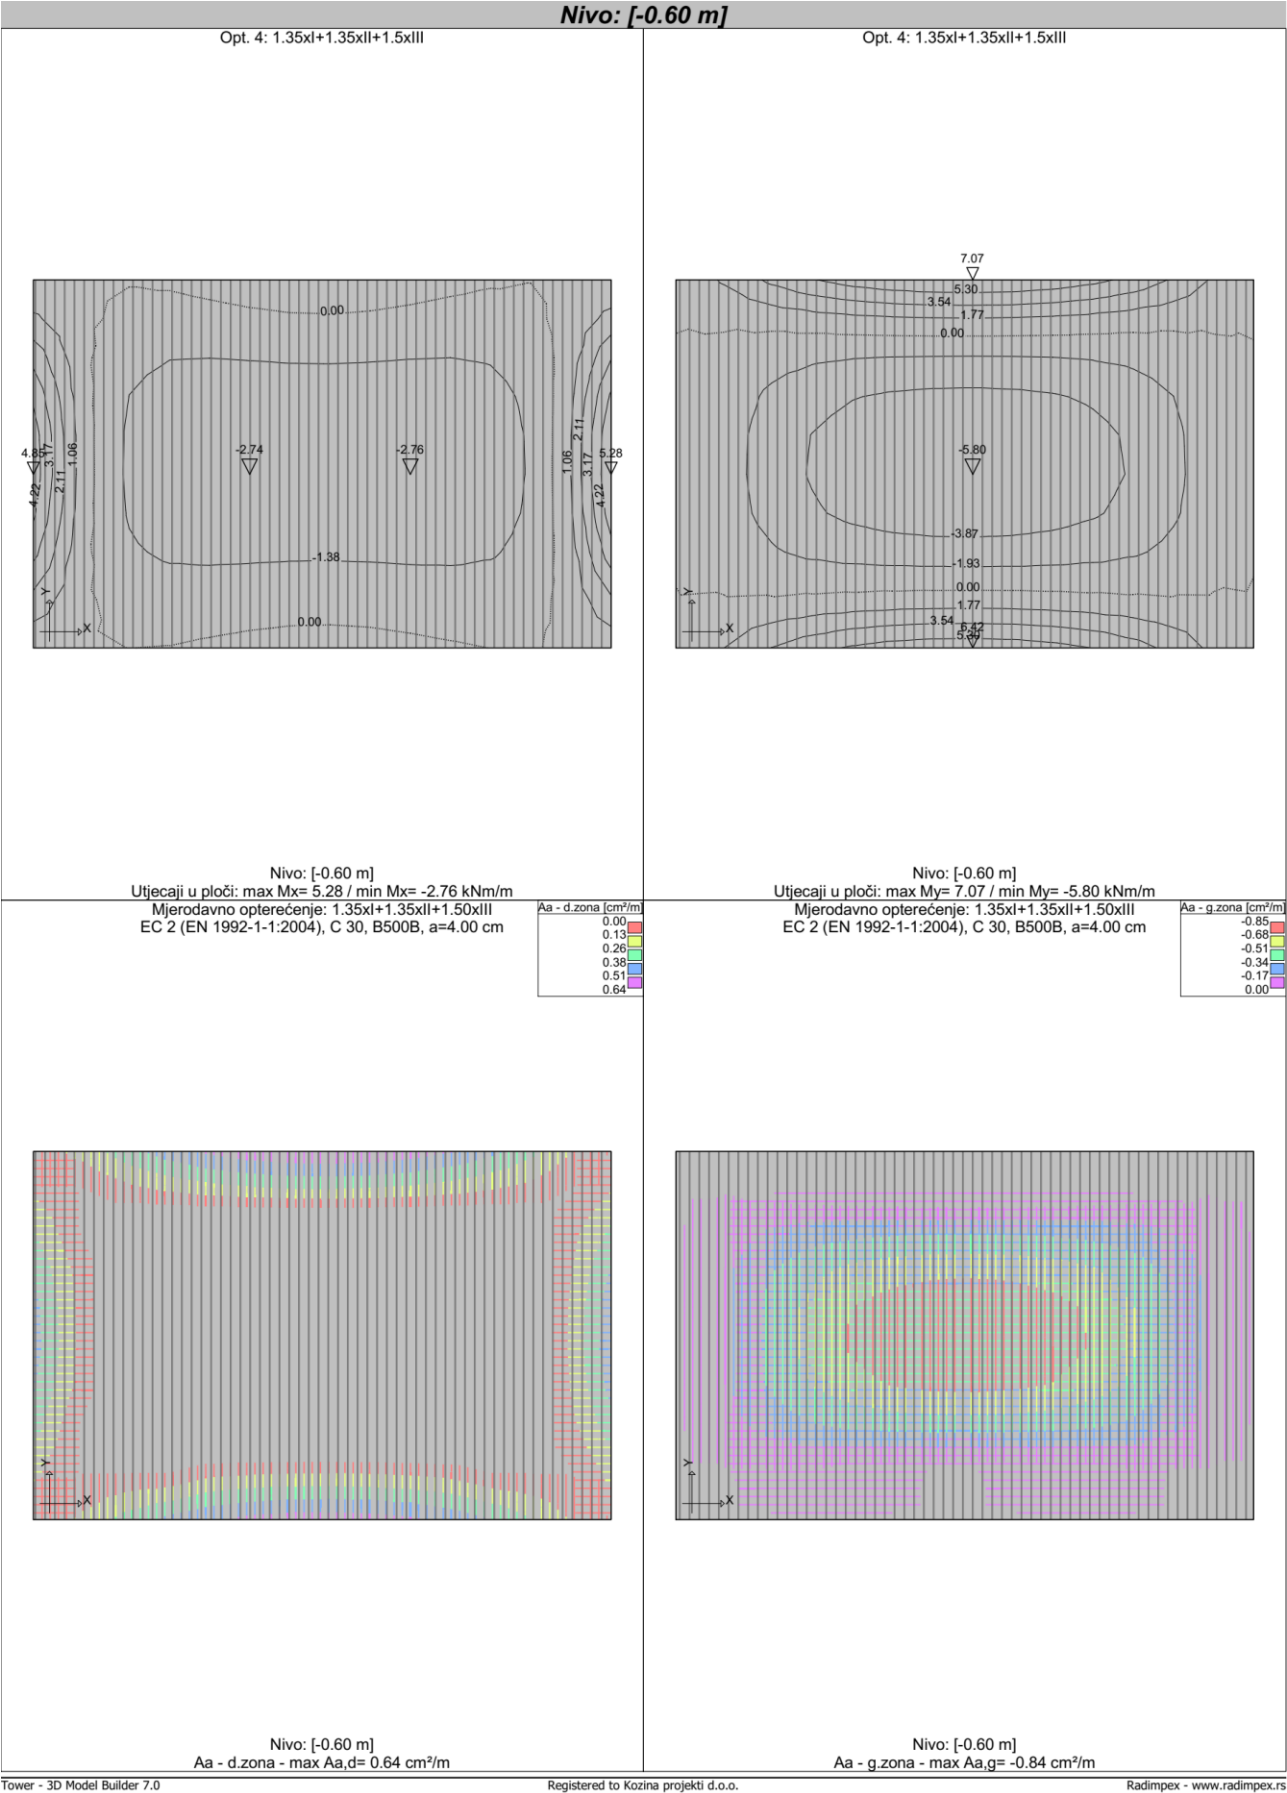 Nivo: [-0.60 m]
Opt. 4: 1.35xI+1.35xII+1.5xIII
0.00
4.85
3.17
1.06
2.11
4.22
-2.74
-2.76
2.11
1.06
3.17
5.28
4.22
-1.38
0.00
Y
X
Nivo: [-0.60 m]
Utjecaji u ploči: max Mx= 5.28 / min Mx= -2.76 kNm/m
Opt. 4: 1.35xI+1.35xII+1.5xIII
7.07
5.30
3.54
1.77
0.00
-5.80
-3.87
-1.93
0.00
1.77
3.54
6.42
5.30
Y
X
Nivo: [-0.60 m]
Utjecaji u ploči: max My= 7.07 / min My= -5.80 kNm/m
Mjerodavno opterećenje: 1.35xI+1.35xII+1.50xIII
EC 2 (EN 1992-1-1:2004), C 30, B500B, a=4.00 cm
Aa - d.zona [cm²/m]
0.00
0.13
0.26
0.38
0.51
0.64
Y
X
Nivo: [-0.60 m]
Aa - d.zona - max Aa,d= 0.64 cm²/m
Mjerodavno opterećenje: 1.35xI+1.35xII+1.50xIII
EC 2 (EN 1992-1-1:2004), C 30, B500B, a=4.00 cm
Aa - g.zona [cm²/m]
-0.85
-0.68
-0.51
-0.34
-0.17
0.00
Y
X
Nivo: [-0.60 m]
Aa - g.zona - max Aa,g= -0.84 cm²/m
Tower - 3D Model Builder 7.0
Registered to Kozina projekti d.o.o.
Radimpex - www.radimpex.rs